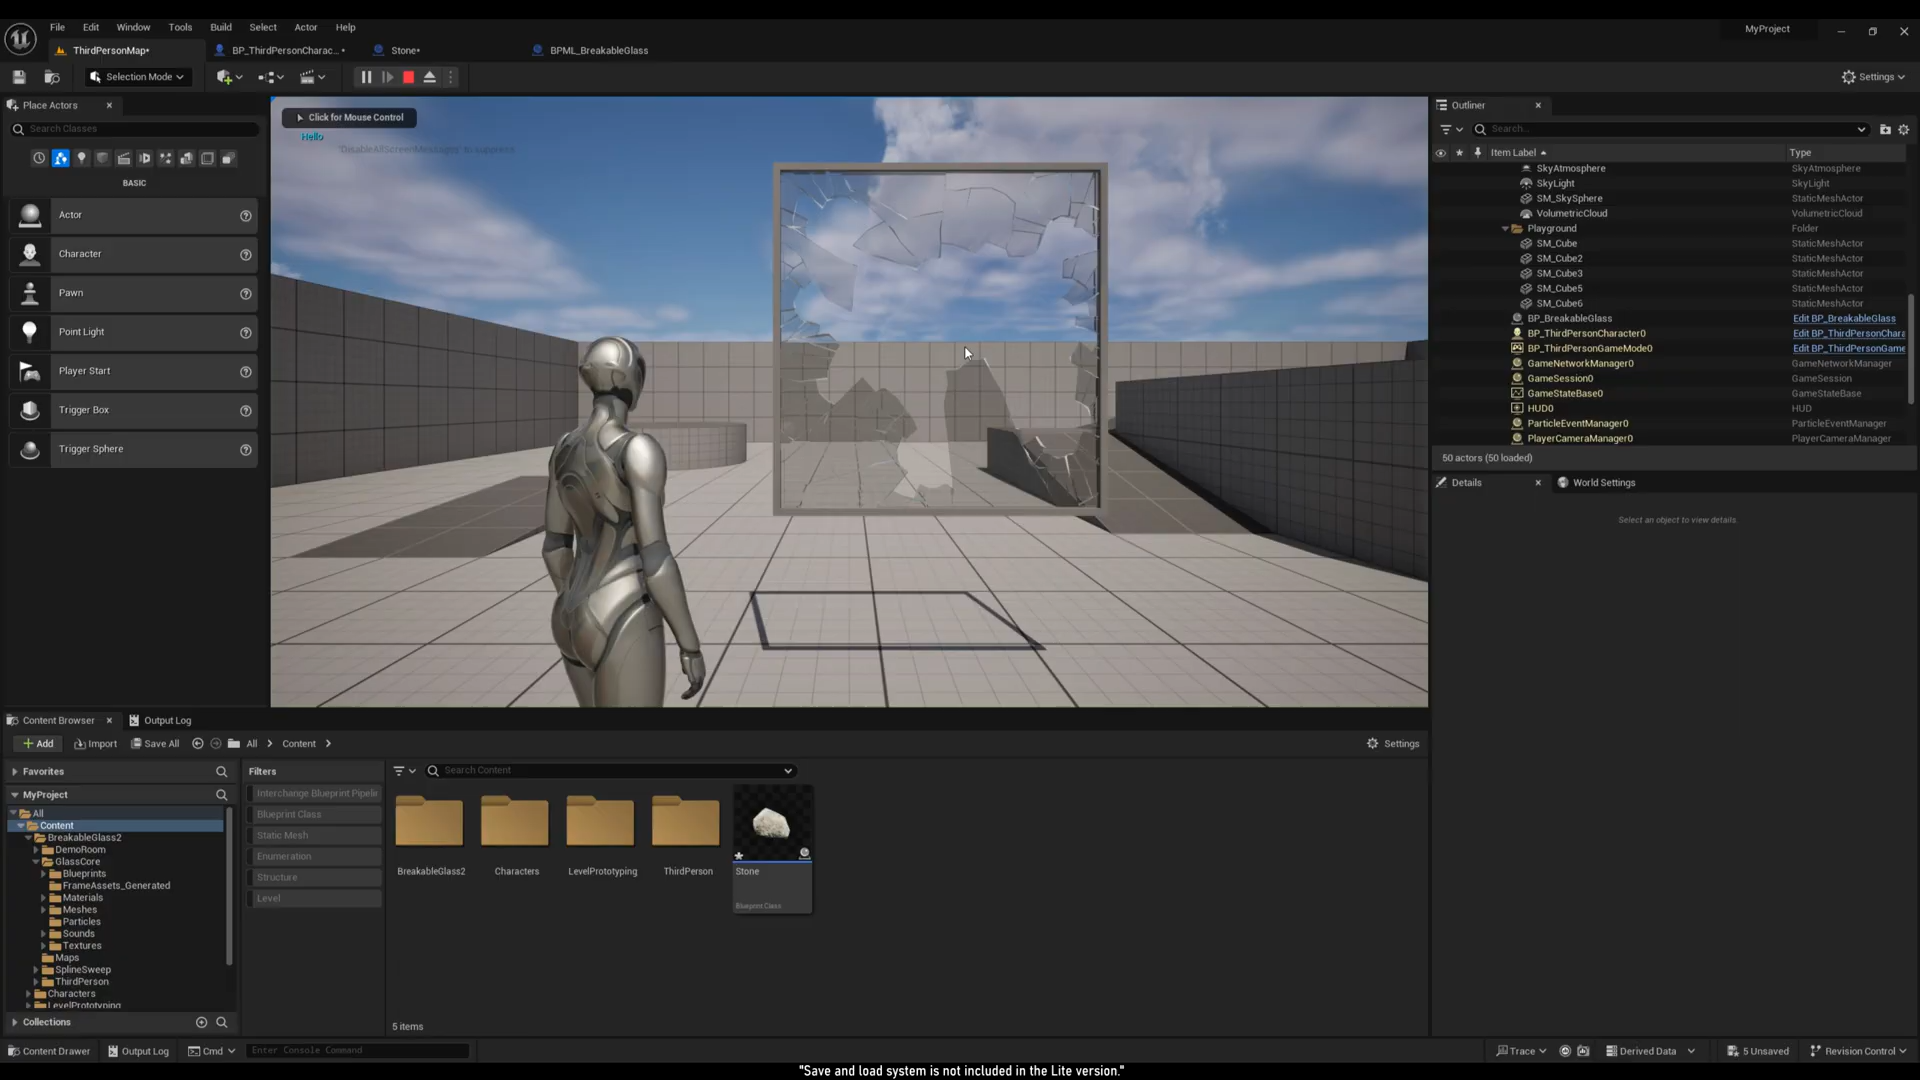 File Edit Window Tools Build Select Actor Help
MyProject
ThirdPersonMap•
BP_ThirdPersonCharac...•
Stone•
BPML_BreakableGlass
Selection Mode
Settings
Place Actors
Search Classes
BASIC
Actor
Character
Pawn
Point Light
Player Start
Trigger Box
Trigger Sphere
Click for Mouse Control
Hello
'DisableAllScreenMessages' to suppress
Outliner
Search...
Item Label Type
SkyAtmosphere SkyAtmosphere
SkyLight SkyLight
SM_SkySphere StaticMeshActor
VolumetricCloud VolumetricCloud
Playground Folder
SM_Cube StaticMeshActor
SM_Cube2 StaticMeshActor
SM_Cube3 StaticMeshActor
SM_Cube5 StaticMeshActor
SM_Cube6 StaticMeshActor
BP_BreakableGlass Edit BP_BreakableGlass
BP_ThirdPersonCharacter0 Edit BP_ThirdPersonChara
BP_ThirdPersonGameMode0 Edit BP_ThirdPersonGame
GameNetworkManager0 GameNetworkManager
GameSession0 GameSession
GameStateBase0 GameStateBase
HUD0 HUD
ParticleEventManager0 ParticleEventManager
PlayerCameraManager0 PlayerCameraManager
50 actors (50 loaded)
Details
World Settings
Select an object to view details.
Content Browser
Output Log
Add Import Save All All Content
Settings
Favorites
MyProject
All
Content
BreakableGlass2
DemoRoom
GlassCore
Blueprints
FrameAssets_Generated
Materials
Meshes
Particles
Sounds
Textures
Maps
SplineSweep
ThirdPerson
Characters
LevelPrototyping
Collections
Filters
Interchange Blueprint Pipelin
Blueprint Class
Static Mesh
Enumeration
Structure
Level
Search Content
BreakableGlass2
Characters
LevelPrototyping
ThirdPerson
Stone
Blueprint Class
5 items
Content Drawer
Output Log
Cmd
Enter Console Command
Trace
Derived Data
5 Unsaved
Revision Control
"Save and load system is not included in the Lite version."